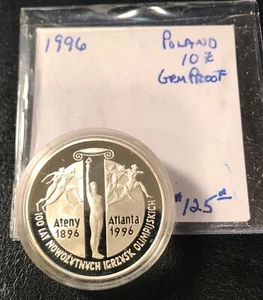 1996
POLAND
10 Z
GEM PROOF
$125
Ateny
1896
Atlanta
1996
100 LAT NOWOŻYTNYCH IGRZYSK OLIMPIJSKICH